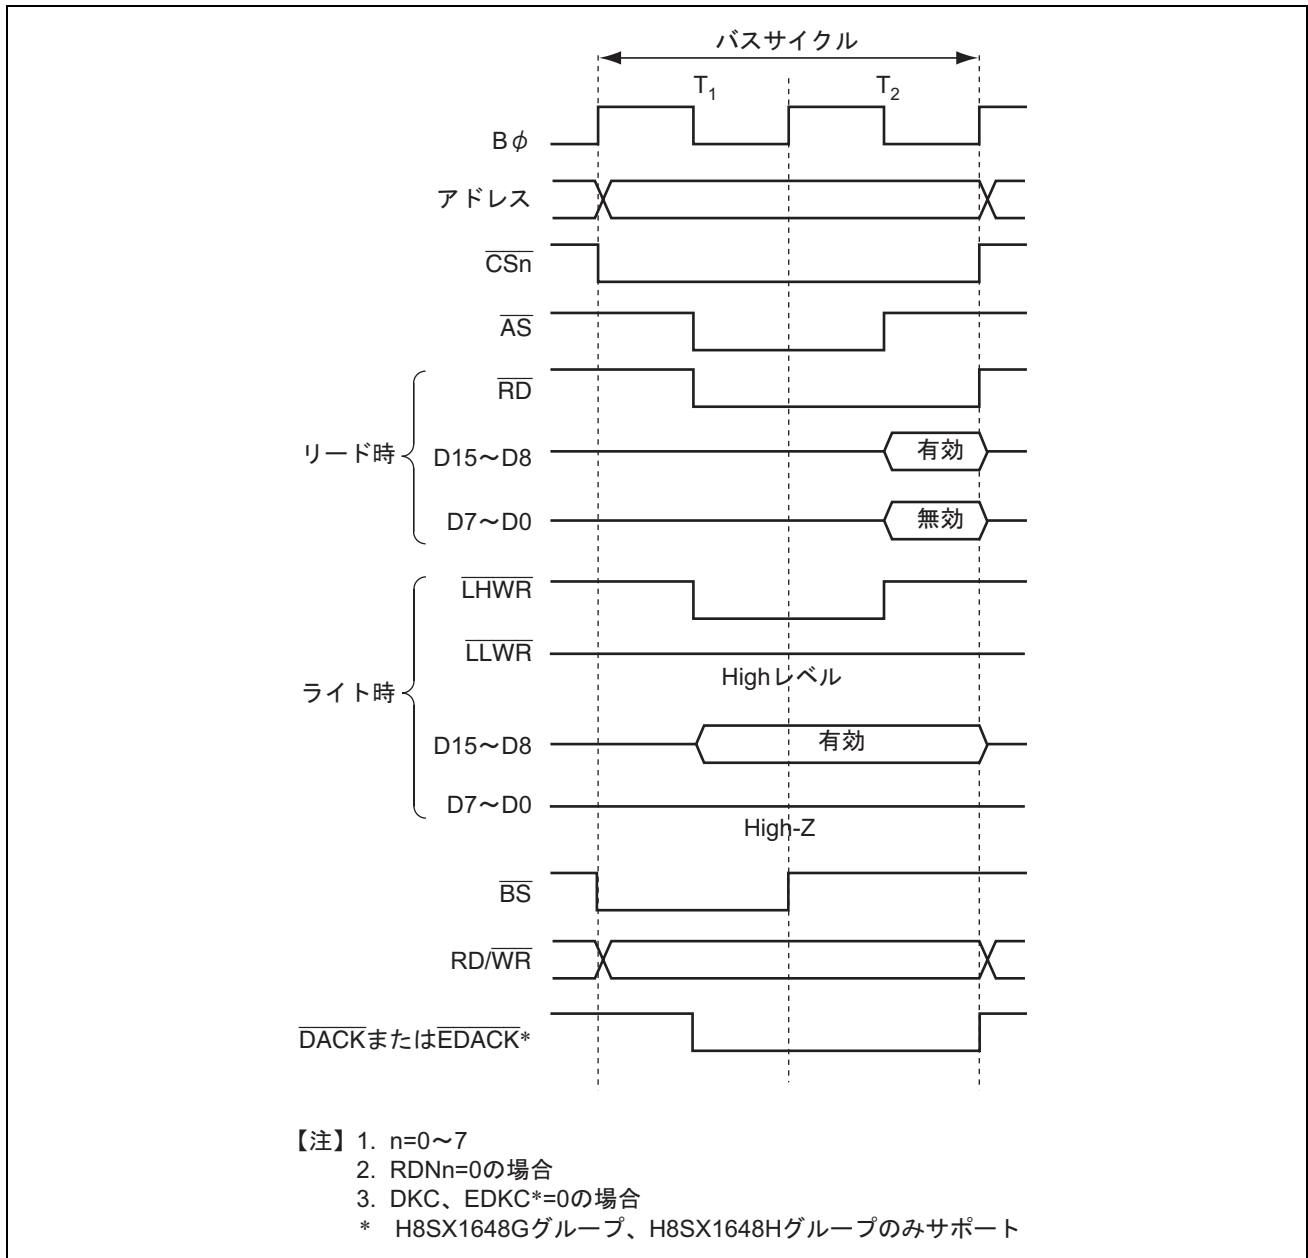 バスサイクル
T1 T2
Bφ
アドレス
CSn
AS
RD
リード時
D15～D8 有効
D7～D0 無効
LHWR
LLWR
Highレベル
ライト時
D15～D8 有効
D7～D0
High-Z
BS
RD/WR
DACKまたはEDACK*
【注】 1. n=0～7
2. RDNn=0の場合
3. DKC、EDKC*=0の場合
* H8SX1648Gグループ、H8SX1648Hグループのみサポート